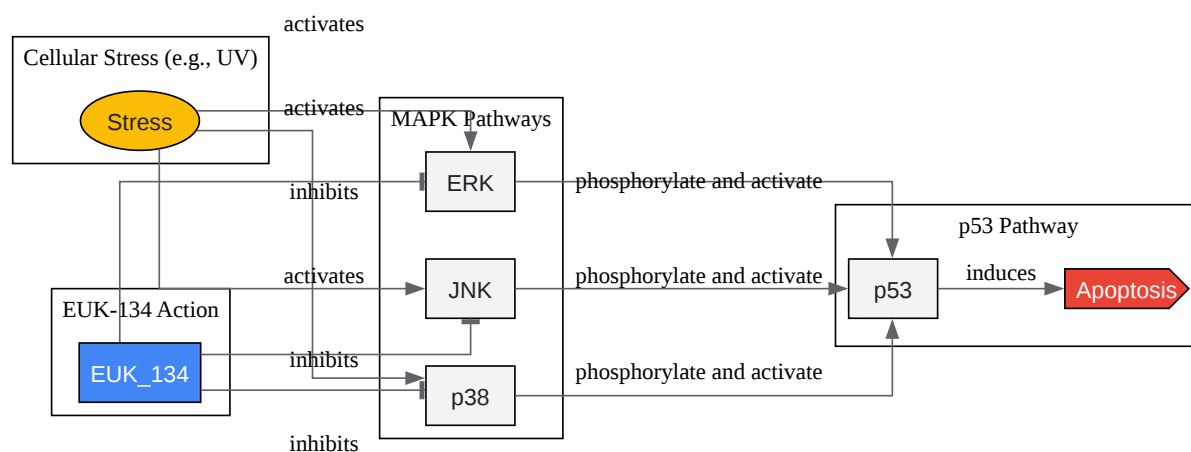 activates
Cellular Stress (e.g., UV)
Stress
activates
MAPK Pathways
ERK
inhibits
phosphorylate and activate
p53 Pathway
activates
JNK
phosphorylate and activate
p53
induces
Apoptosis
EUK-134 Action
EUK_134
inhibits
p38
phosphorylate and activate
inhibits